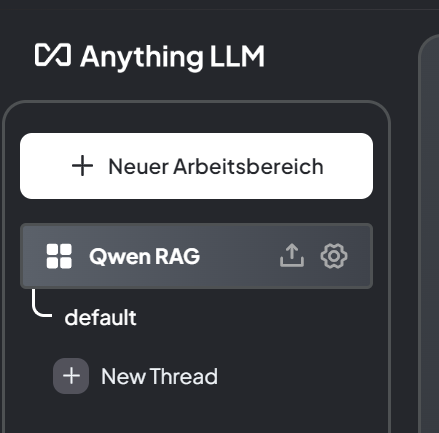 Anything LLM
Neuer Arbeitsbereich
Qwen RAG
default
New Thread